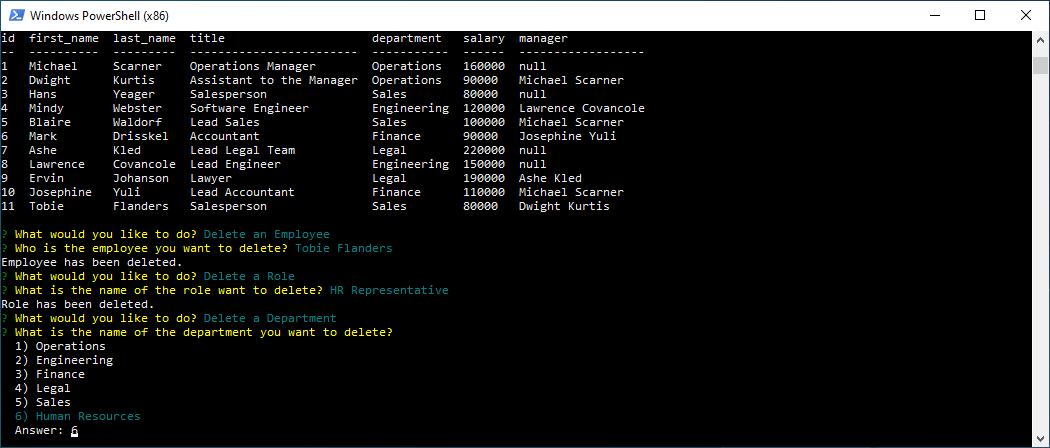 Windows PowerShell (x86)
id first_name last_name title department salary manager
-- ---------- --------- ------------------------ ----------- ------ ------------------
1 Michael Scarner Operations Manager Operations 160000 null
2 Dwight Kurtis Assistant to the Manager Operations 90000 Michael Scarner
3 Hans Yeager Salesperson Sales 80000 null
4 Mindy Webster Software Engineer Engineering 120000 Lawrence Covancole
5 Blaire Waldorf Lead Sales Sales 100000 Michael Scarner
6 Mark Drisskel Accountant Finance 90000 Josephine Yuli
7 Ashe Kled Lead Legal Team Legal 220000 null
8 Lawrence Covancole Lead Engineer Engineering 150000 null
9 Ervin Johanson Lawyer Legal 190000 Ashe Kled
10 Josephine Yuli Lead Accountant Finance 110000 Michael Scarner
11 Tobie Flanders Salesperson Sales 80000 Dwight Kurtis
? What would you like to do? Delete an Employee
? Who is the employee you want to delete? Tobie Flanders
Employee has been deleted.
? What would you like to do? Delete a Role
? What is the name of the role want to delete? HR Representative
Role has been deleted.
? What would you like to do? Delete a Department
? What is the name of the department you want to delete?
1) Operations
2) Engineering
3) Finance
4) Legal
5) Sales
6) Human Resources
Answer: 6